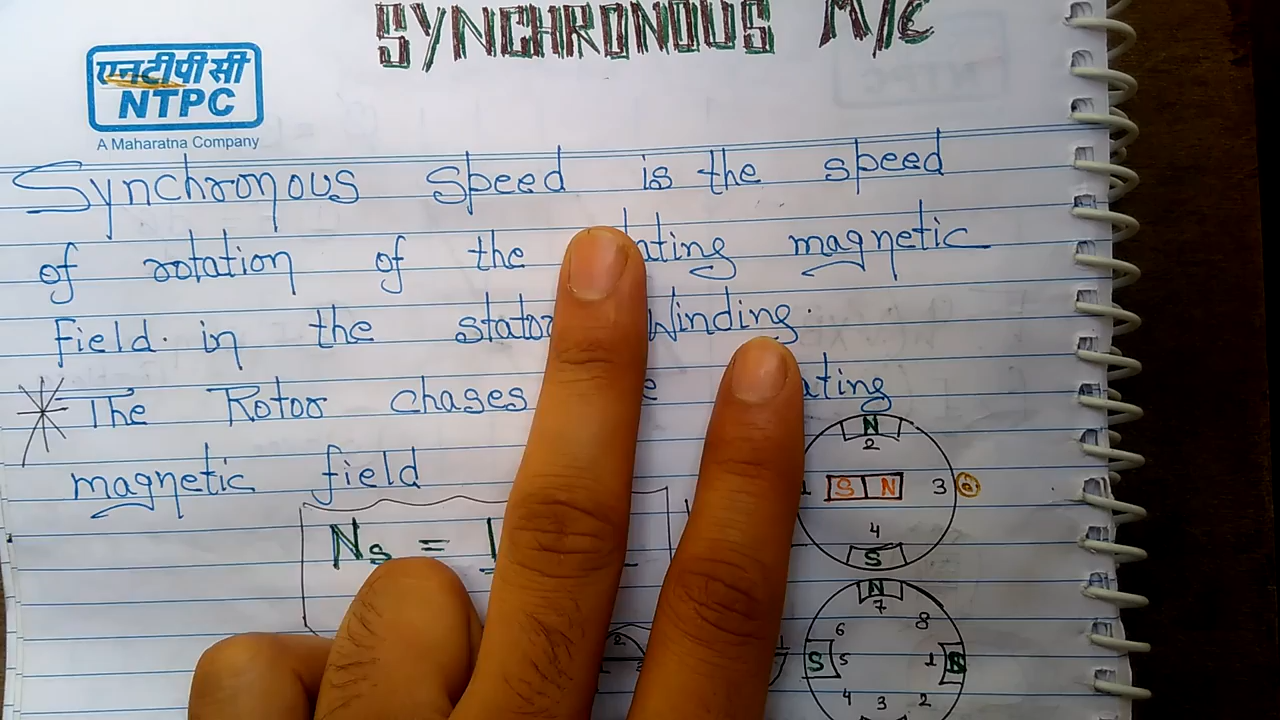 SYNCHRONOUS M/C
एनटीपीसी
NTPC
A Maharatna Company
Synchronous speed is the speed
of rotation of the magnetic
field. in the stator Winding.
The Rotor chases
magnetic field
Ns =
N
2
S N 3
4
S
N
7
6 8
S 5 1
4 3 2